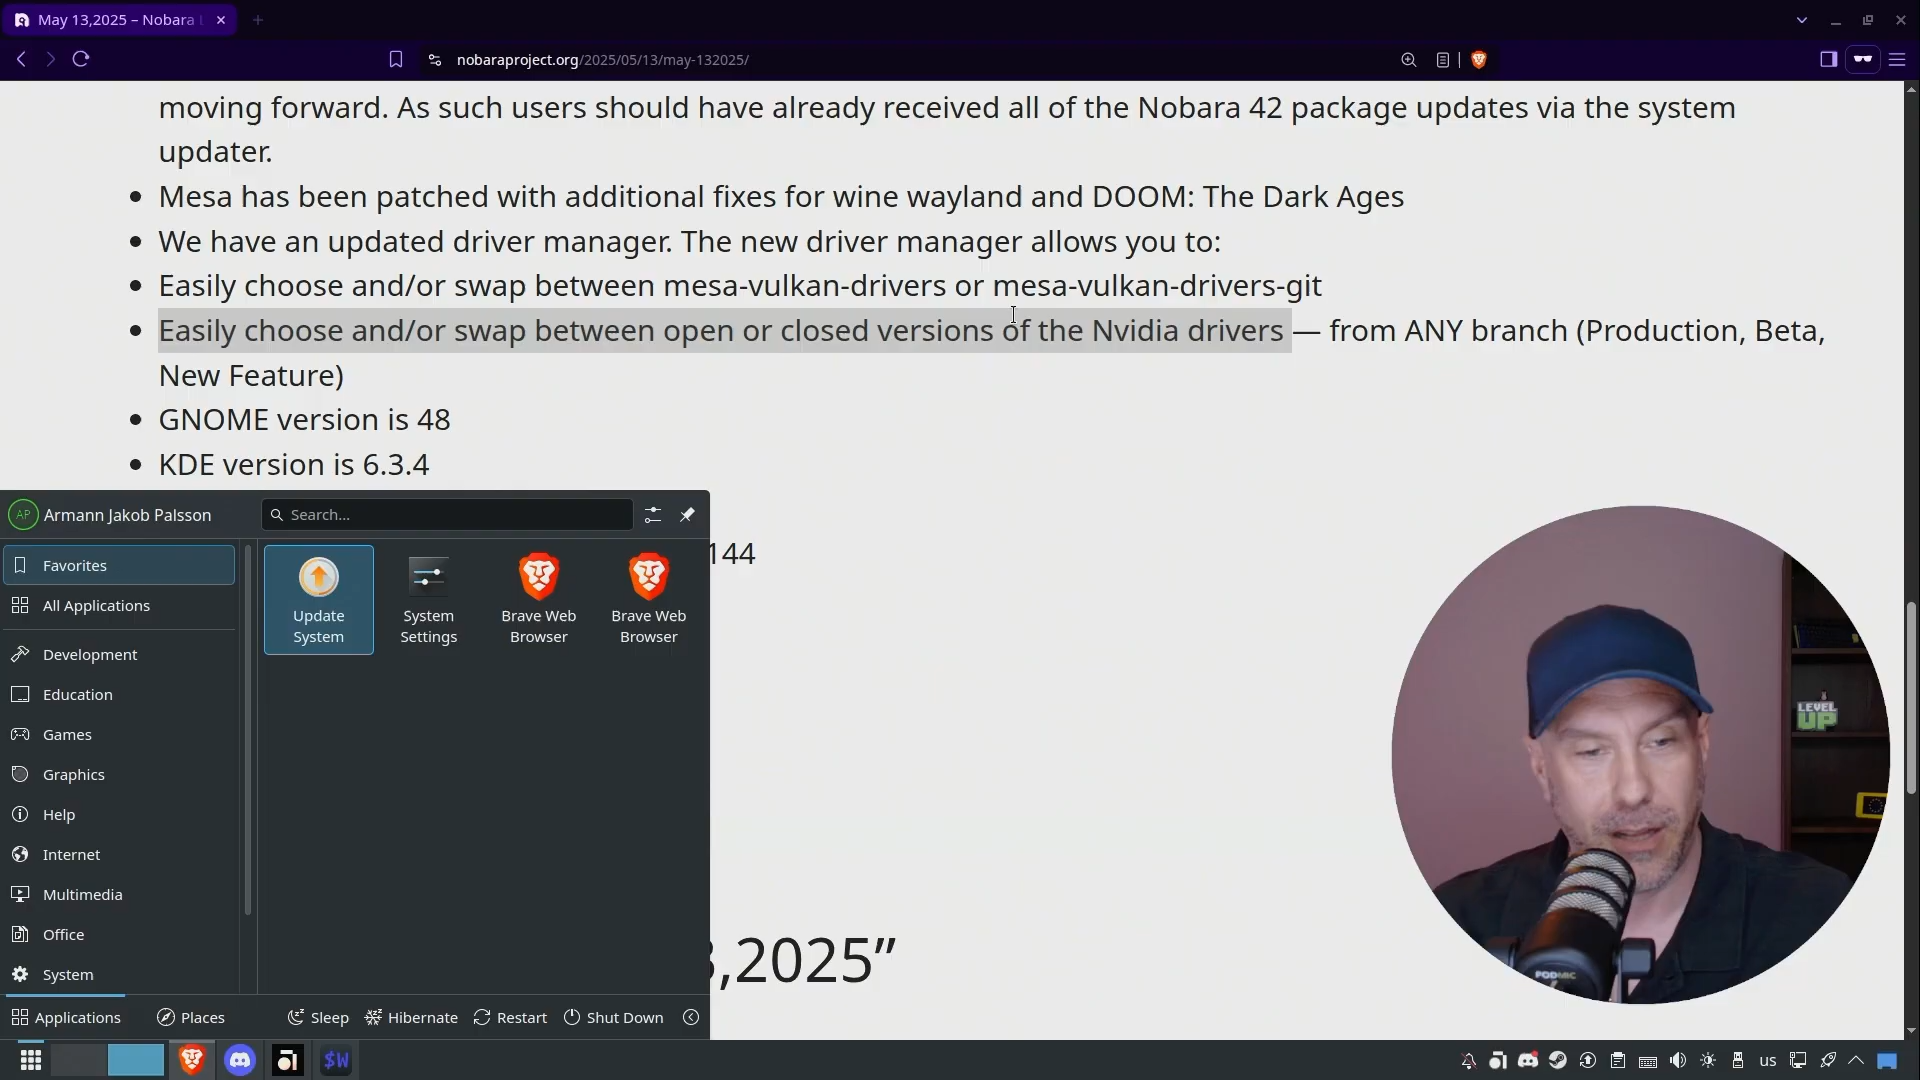 May 13,2025 – Nobara L
nobaraproject.org/2025/05/13/may-132025/
moving forward. As such users should have already received all of the Nobara 42 package updates via the system
updater.
Mesa has been patched with additional fixes for wine wayland and DOOM: The Dark Ages
We have an updated driver manager. The new driver manager allows you to:
Easily choose and/or swap between mesa-vulkan-drivers or mesa-vulkan-drivers-git
Easily choose and/or swap between open or closed versions of the Nvidia drivers — from ANY branch (Production, Beta,
New Feature)
GNOME version is 48
KDE version is 6.3.4
144
3,2025”
AP
Armann Jakob Palsson
Search...
Favorites
All Applications
Development
Education
Games
Graphics
Help
Internet
Multimedia
Office
System
Update
System
System
Settings
Brave Web
Browser
Brave Web
Browser
Applications
Places
Sleep
Hibernate
Restart
Shut Down
LEVEL
UP
PODMIC
$W
us